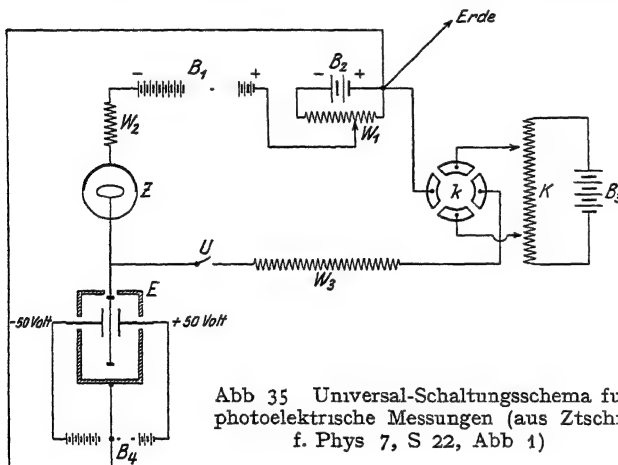 Erde
- B1 +
- B2 +
W1
W2
Z
k
K
B3
U
W3
E
-50 Volt
+50 Volt
B4
Abb 35 Universal-Schaltungsschema fu
photoelektrische Messungen (aus Ztsch
f. Phys 7, S 22, Abb 1)